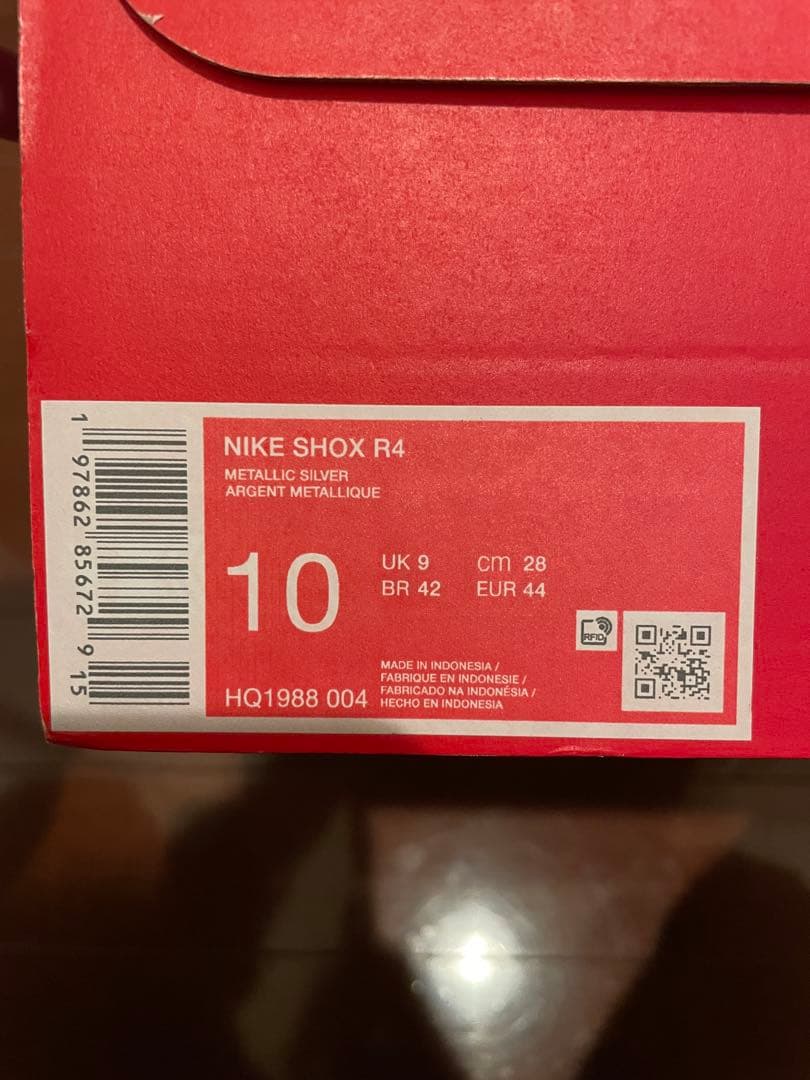 NIKE SHOX R4
METALLIC SILVER
ARGENT METALLIQUE
10
UK 9 cm 28
BR 42 EUR 44
RFID
MADE IN INDONESIA /
FABRIQUE EN INDONESIE /
FABRICADO NA INDONÉSIA /
HECHO EN INDONESIA
HQ1988 004
1 97862 85672 9 15